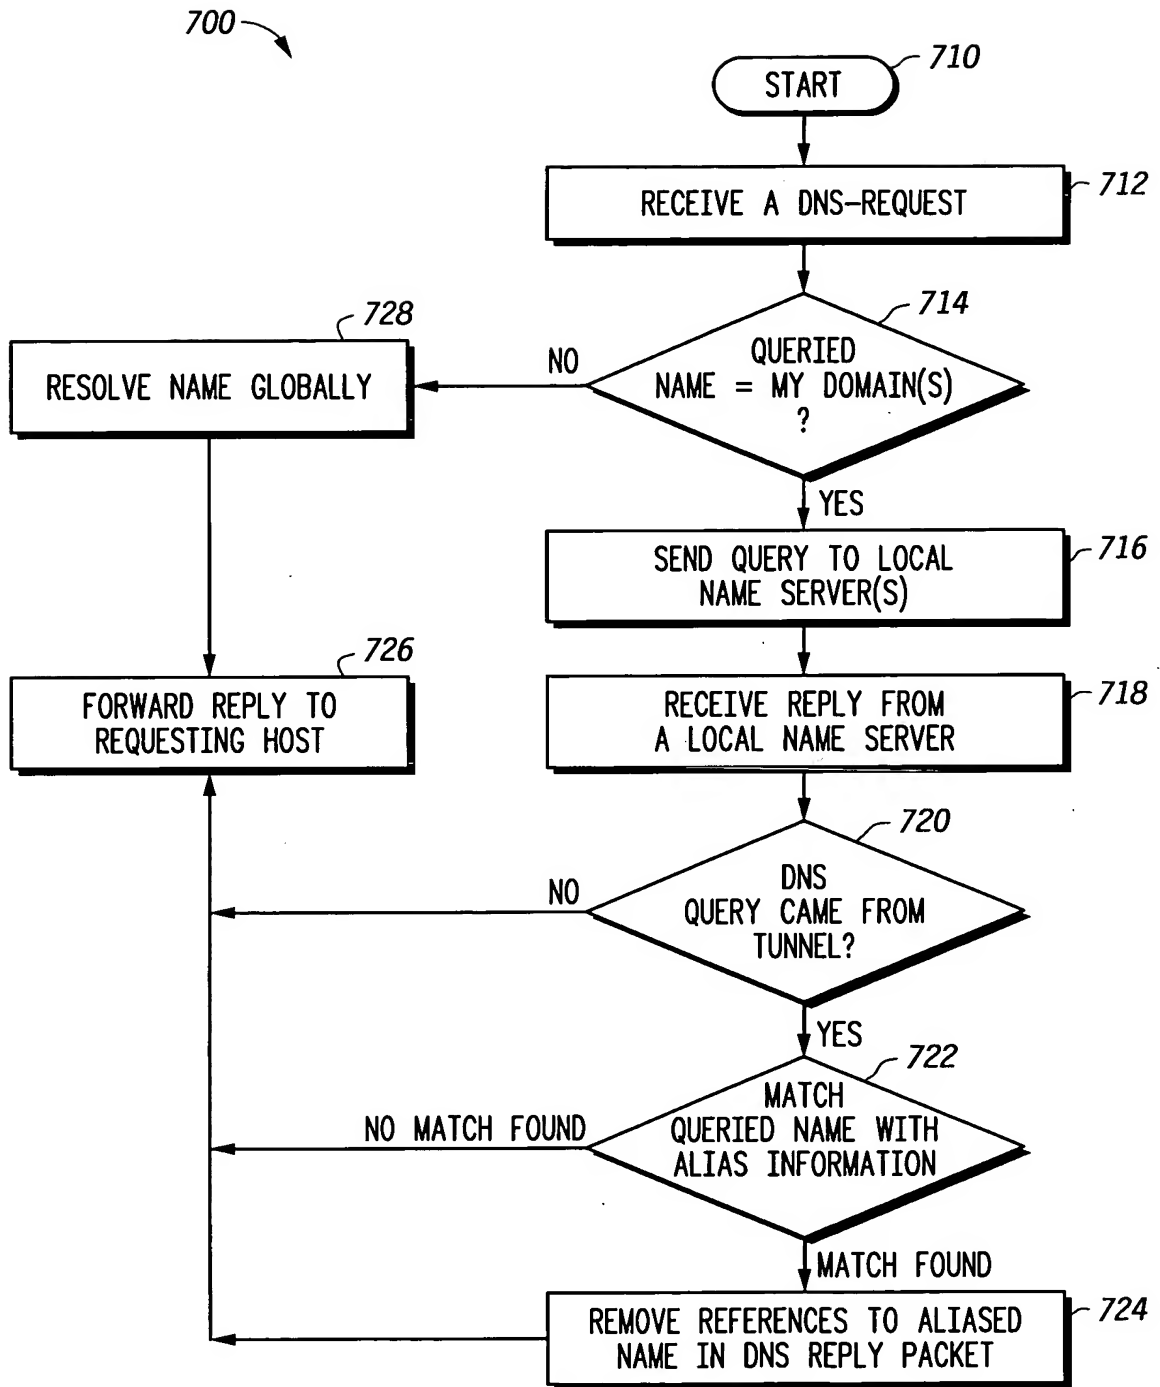 700
710
START
712
RECEIVE A DNS-REQUEST
714
728
QUERIED
NO
NAME = MY DOMAIN(S)
RESOLVE NAME GLOBALLY
?
YES
716
SEND QUERY TO LOCAL
NAME SERVER(S)
726
718
FORWARD REPLY TO
REQUESTING HOST
RECEIVE REPLY FROM
A LOCAL NAME SERVER
720
DNS
NO
QUERY CAME FROM
TUNNEL?
YES
722
MATCH
NO MATCH FOUND
QUERIED NAME WITH
ALIAS INFORMATION
MATCH FOUND
724
REMOVE REFERENCES TO ALIASED
NAME IN DNS REPLY PACKET